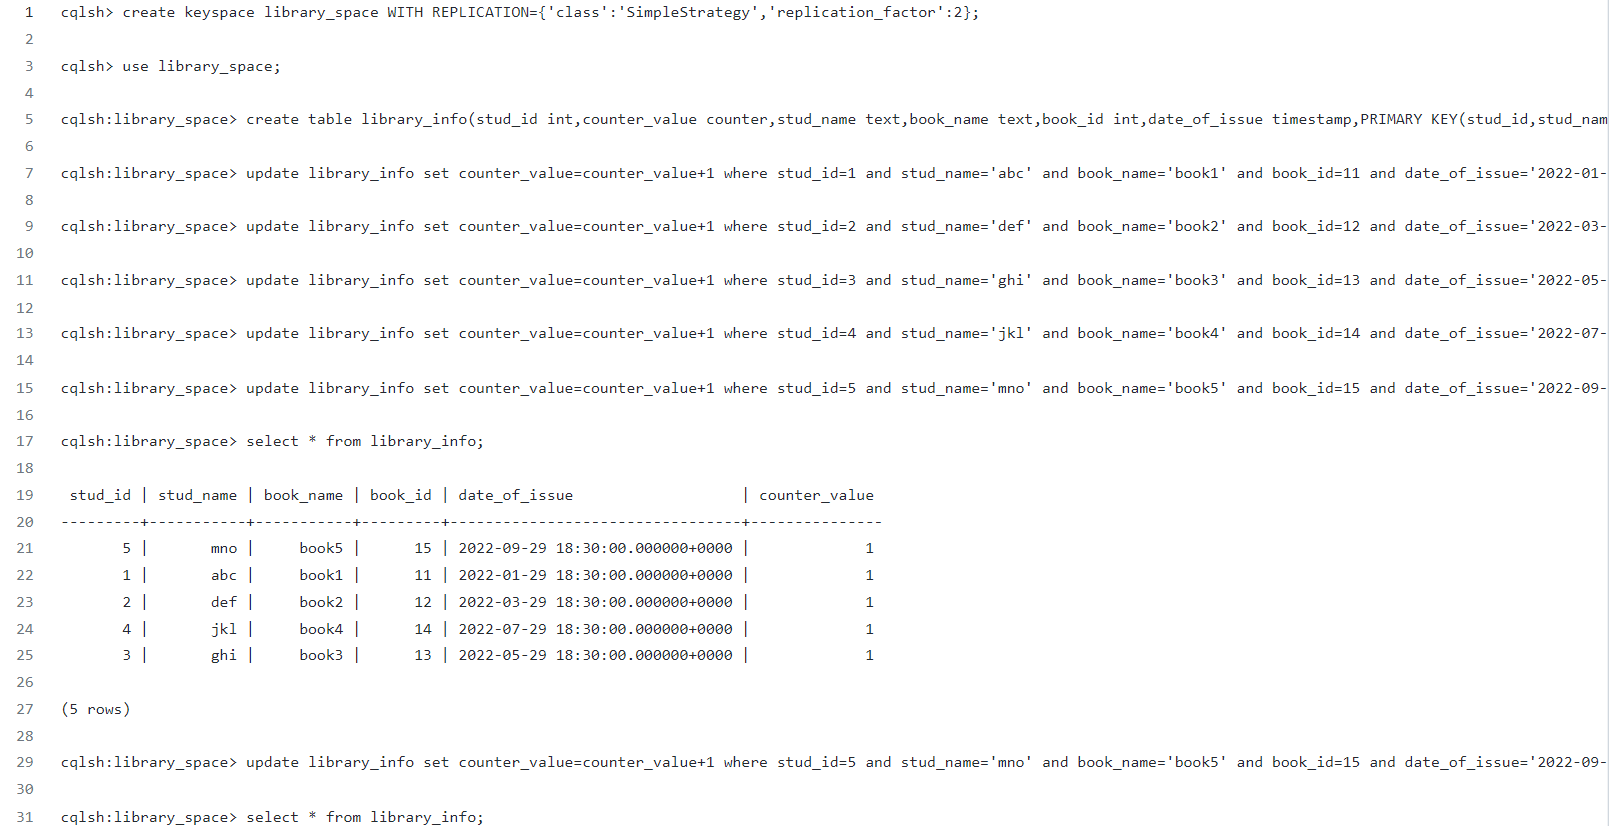 1 cqlsh> create keyspace library_space WITH REPLICATION={'class':'SimpleStrategy','replication_factor':2};
2
3 cqlsh> use library_space;
4
5 cqlsh:library_space> create table library_info(stud_id int,counter_value counter,stud_name text,book_name text,book_id int,date_of_issue timestamp,PRIMARY KEY(stud_id,stud_nam
6
7 cqlsh:library_space> update library_info set counter_value=counter_value+1 where stud_id=1 and stud_name='abc' and book_name='book1' and book_id=11 and date_of_issue='2022-01-
8
9 cqlsh:library_space> update library_info set counter_value=counter_value+1 where stud_id=2 and stud_name='def' and book_name='book2' and book_id=12 and date_of_issue='2022-03-
10
11 cqlsh:library_space> update library_info set counter_value=counter_value+1 where stud_id=3 and stud_name='ghi' and book_name='book3' and book_id=13 and date_of_issue='2022-05-
12
13 cqlsh:library_space> update library_info set counter_value=counter_value+1 where stud_id=4 and stud_name='jkl' and book_name='book4' and book_id=14 and date_of_issue='2022-07-
14
15 cqlsh:library_space> update library_info set counter_value=counter_value+1 where stud_id=5 and stud_name='mno' and book_name='book5' and book_id=15 and date_of_issue='2022-09-
16
17 cqlsh:library_space> select * from library_info;
18
19  stud_id | stud_name | book_name | book_id | date_of_issue                   | counter_value
20 ---------+-----------+-----------+---------+---------------------------------+---------------
21        5 |       mno |     book5 |      15 | 2022-09-29 18:30:00.000000+0000 |             1
22        1 |       abc |     book1 |      11 | 2022-01-29 18:30:00.000000+0000 |             1
23        2 |       def |     book2 |      12 | 2022-03-29 18:30:00.000000+0000 |             1
24        4 |       jkl |     book4 |      14 | 2022-07-29 18:30:00.000000+0000 |             1
25        3 |       ghi |     book3 |      13 | 2022-05-29 18:30:00.000000+0000 |             1
26
27 (5 rows)
28
29 cqlsh:library_space> update library_info set counter_value=counter_value+1 where stud_id=5 and stud_name='mno' and book_name='book5' and book_id=15 and date_of_issue='2022-09-
30
31 cqlsh:library_space> select * from library_info;